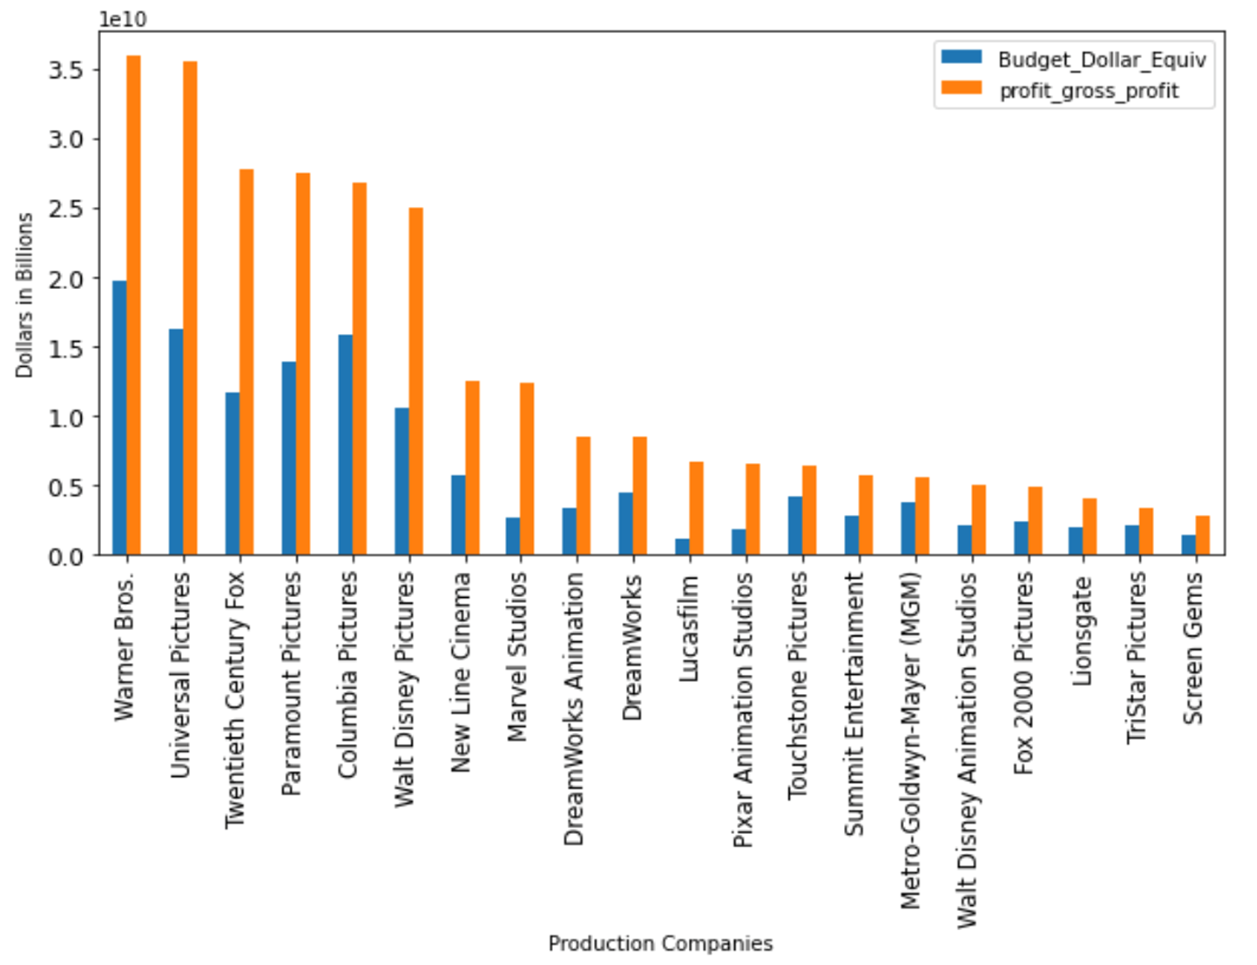 1e10
Budget_Dollar_Equiv
profit_gross_profit
3.5
3.0
2.5
2.0
1.5
1.0
0.5
0.0
Dollars in Billions
Warner Bros.
Universal Pictures
Twentieth Century Fox
Paramount Pictures
Columbia Pictures
Walt Disney Pictures
New Line Cinema
Marvel Studios
DreamWorks Animation
DreamWorks
Lucasfilm
Pixar Animation Studios
Touchstone Pictures
Summit Entertainment
Metro-Goldwyn-Mayer (MGM)
Walt Disney Animation Studios
Fox 2000 Pictures
Lionsgate
TriStar Pictures
Screen Gems
Production Companies